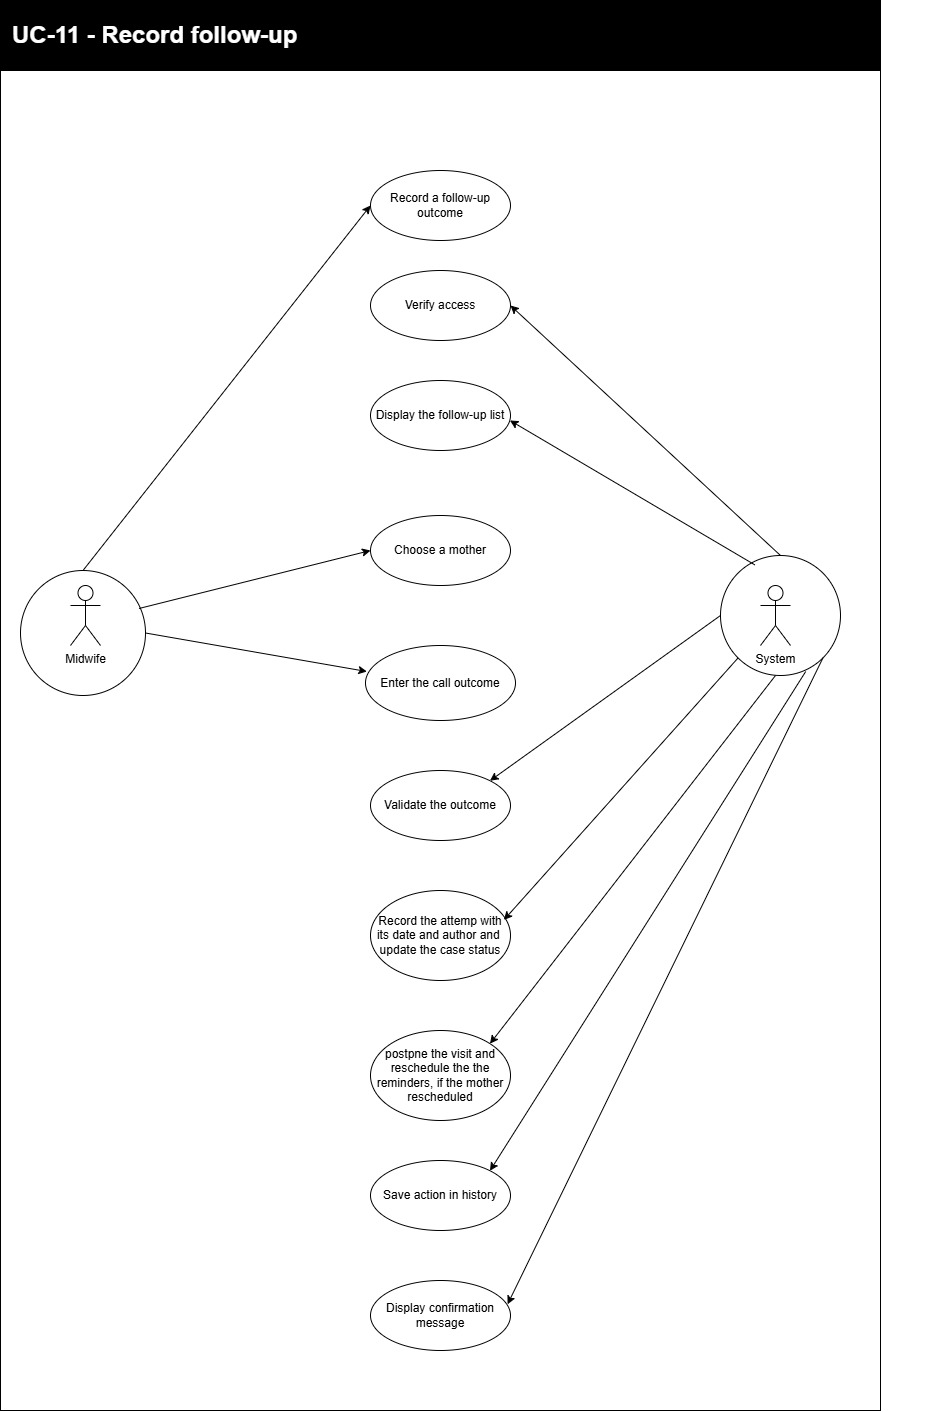 UC-11 - Record follow-up
Record a follow-up
outcome
Verify access
Display the follow-up list
Choose a mother
Midwife
System
Enter the call outcome
Validate the outcome
Record the attemp with
its date and author and
update the case status
postpne the visit and
reschedule the the
reminders, if the mother
rescheduled
Save action in history
Display confirmation
message